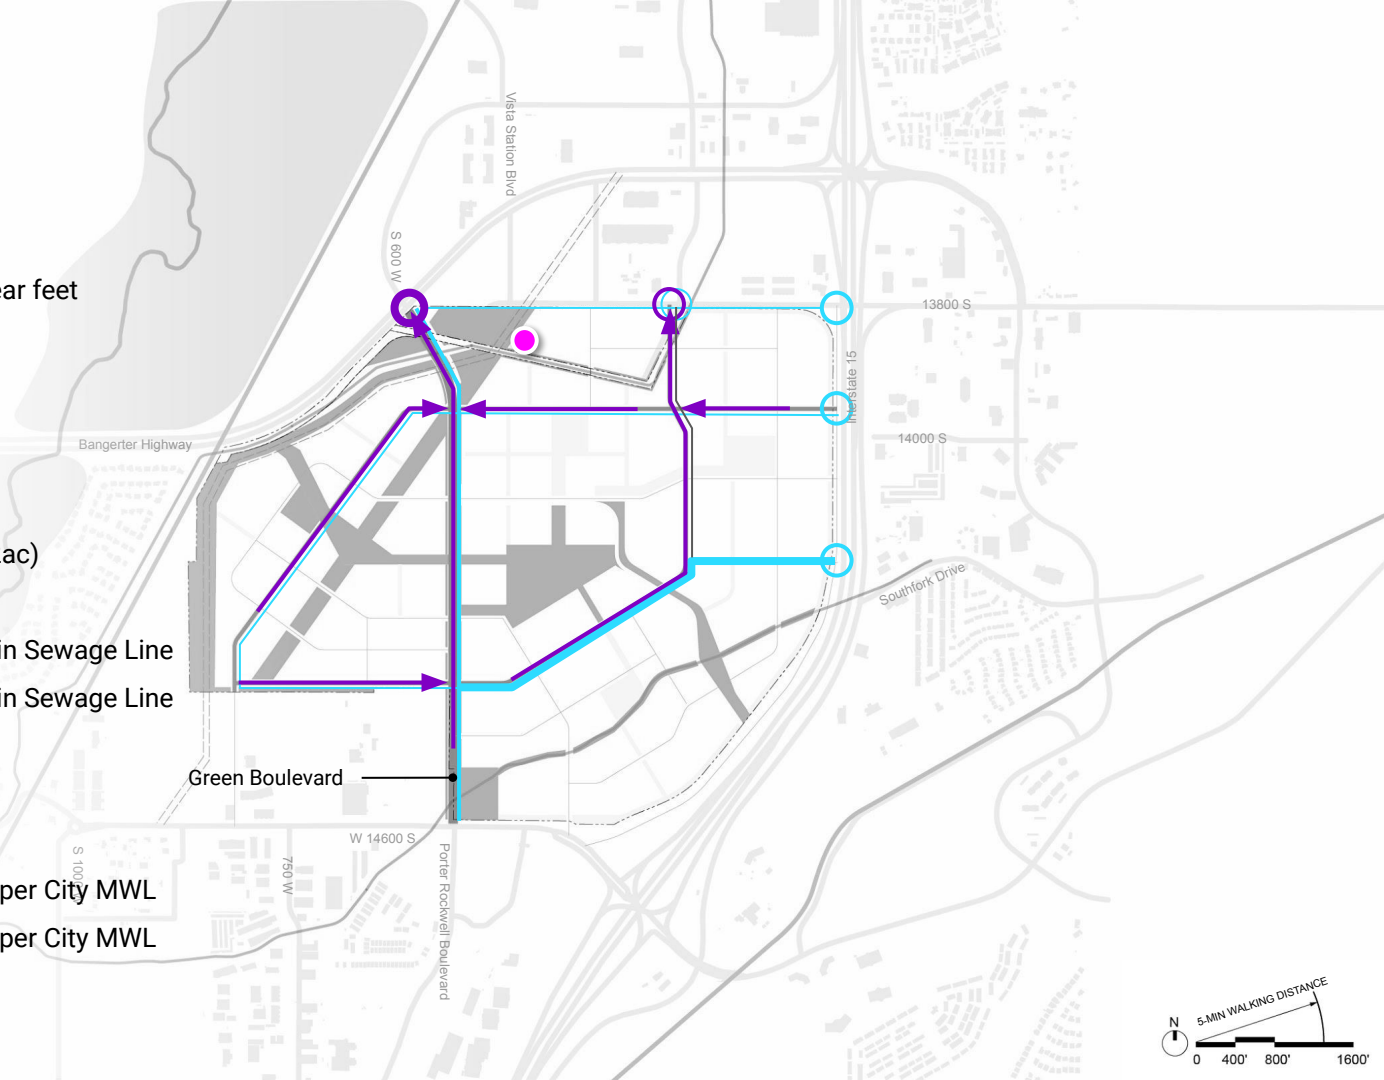 Vista Station Blvd
S 600 W
ear feet
13800 S
Interstate 15
Bangerter Highway
14000 S
ac)
Southfork Drive
in Sewage Line
in Sewage Line
Green Boulevard
W 14600 S
750 W
Porter Rockwell Boulevard
per City MWL
per City MWL
5-MIN WALKING DISTANCE
N
0 400' 800' 1600'